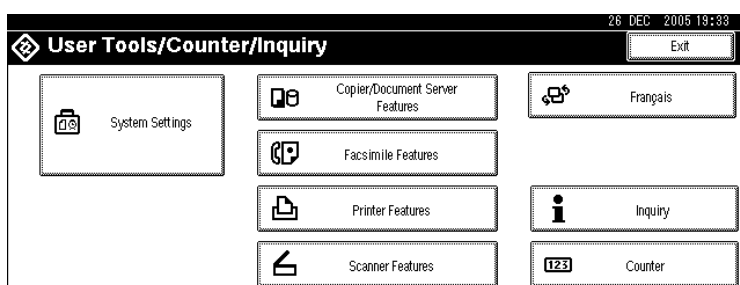 26 DEC 2005 19:33
User Tools/Counter/Inquiry
Exit
System Settings
Copier/Document Server
Features
Français
Facsimile Features
Printer Features
Inquiry
Scanner Features
123
Counter